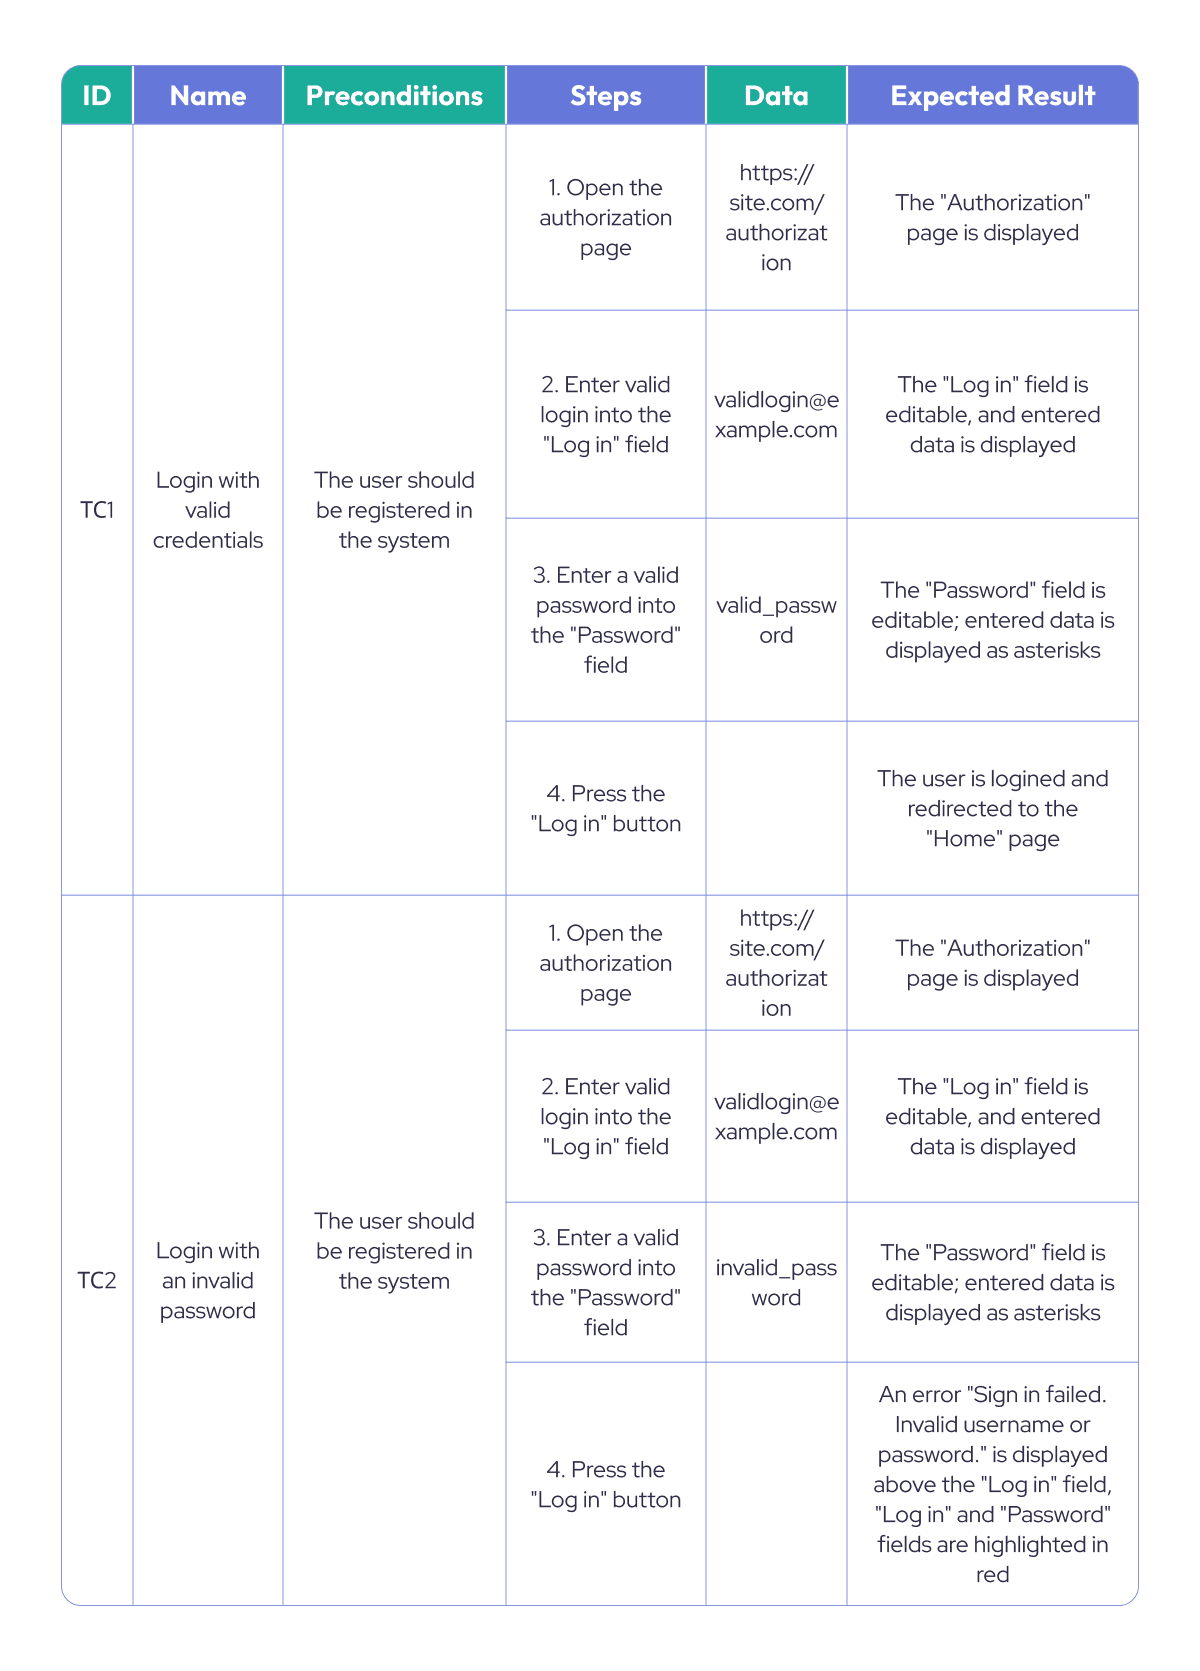 ID Name Preconditions Steps Data Expected Result
TC1
Login with
valid
credentials
The user should
be registered in
the system
1. Open the
authorization
page
https://
site.com/
authorizat
ion
The "Authorization"
page is displayed
2. Enter valid
login into the
"Log in" field
validlogin@e
xample.com
The "Log in" field is
editable, and entered
data is displayed
3. Enter a valid
password into
the "Password"
field
valid_passw
ord
The "Password" field is
editable; entered data is
displayed as asterisks
4. Press the
"Log in" button
The user is logined and
redirected to the
"Home" page
TC2
Login with
an invalid
password
The user should
be registered in
the system
1. Open the
authorization
page
https://
site.com/
authorizat
ion
The "Authorization"
page is displayed
2. Enter valid
login into the
"Log in" field
validlogin@e
xample.com
The "Log in" field is
editable, and entered
data is displayed
3. Enter a valid
password into
the "Password"
field
invalid_pass
word
The "Password" field is
editable; entered data is
displayed as asterisks
4. Press the
"Log in" button
An error "Sign in failed.
Invalid username or
password." is displayed
above the "Log in" field,
"Log in" and "Password"
fields are highlighted in
red